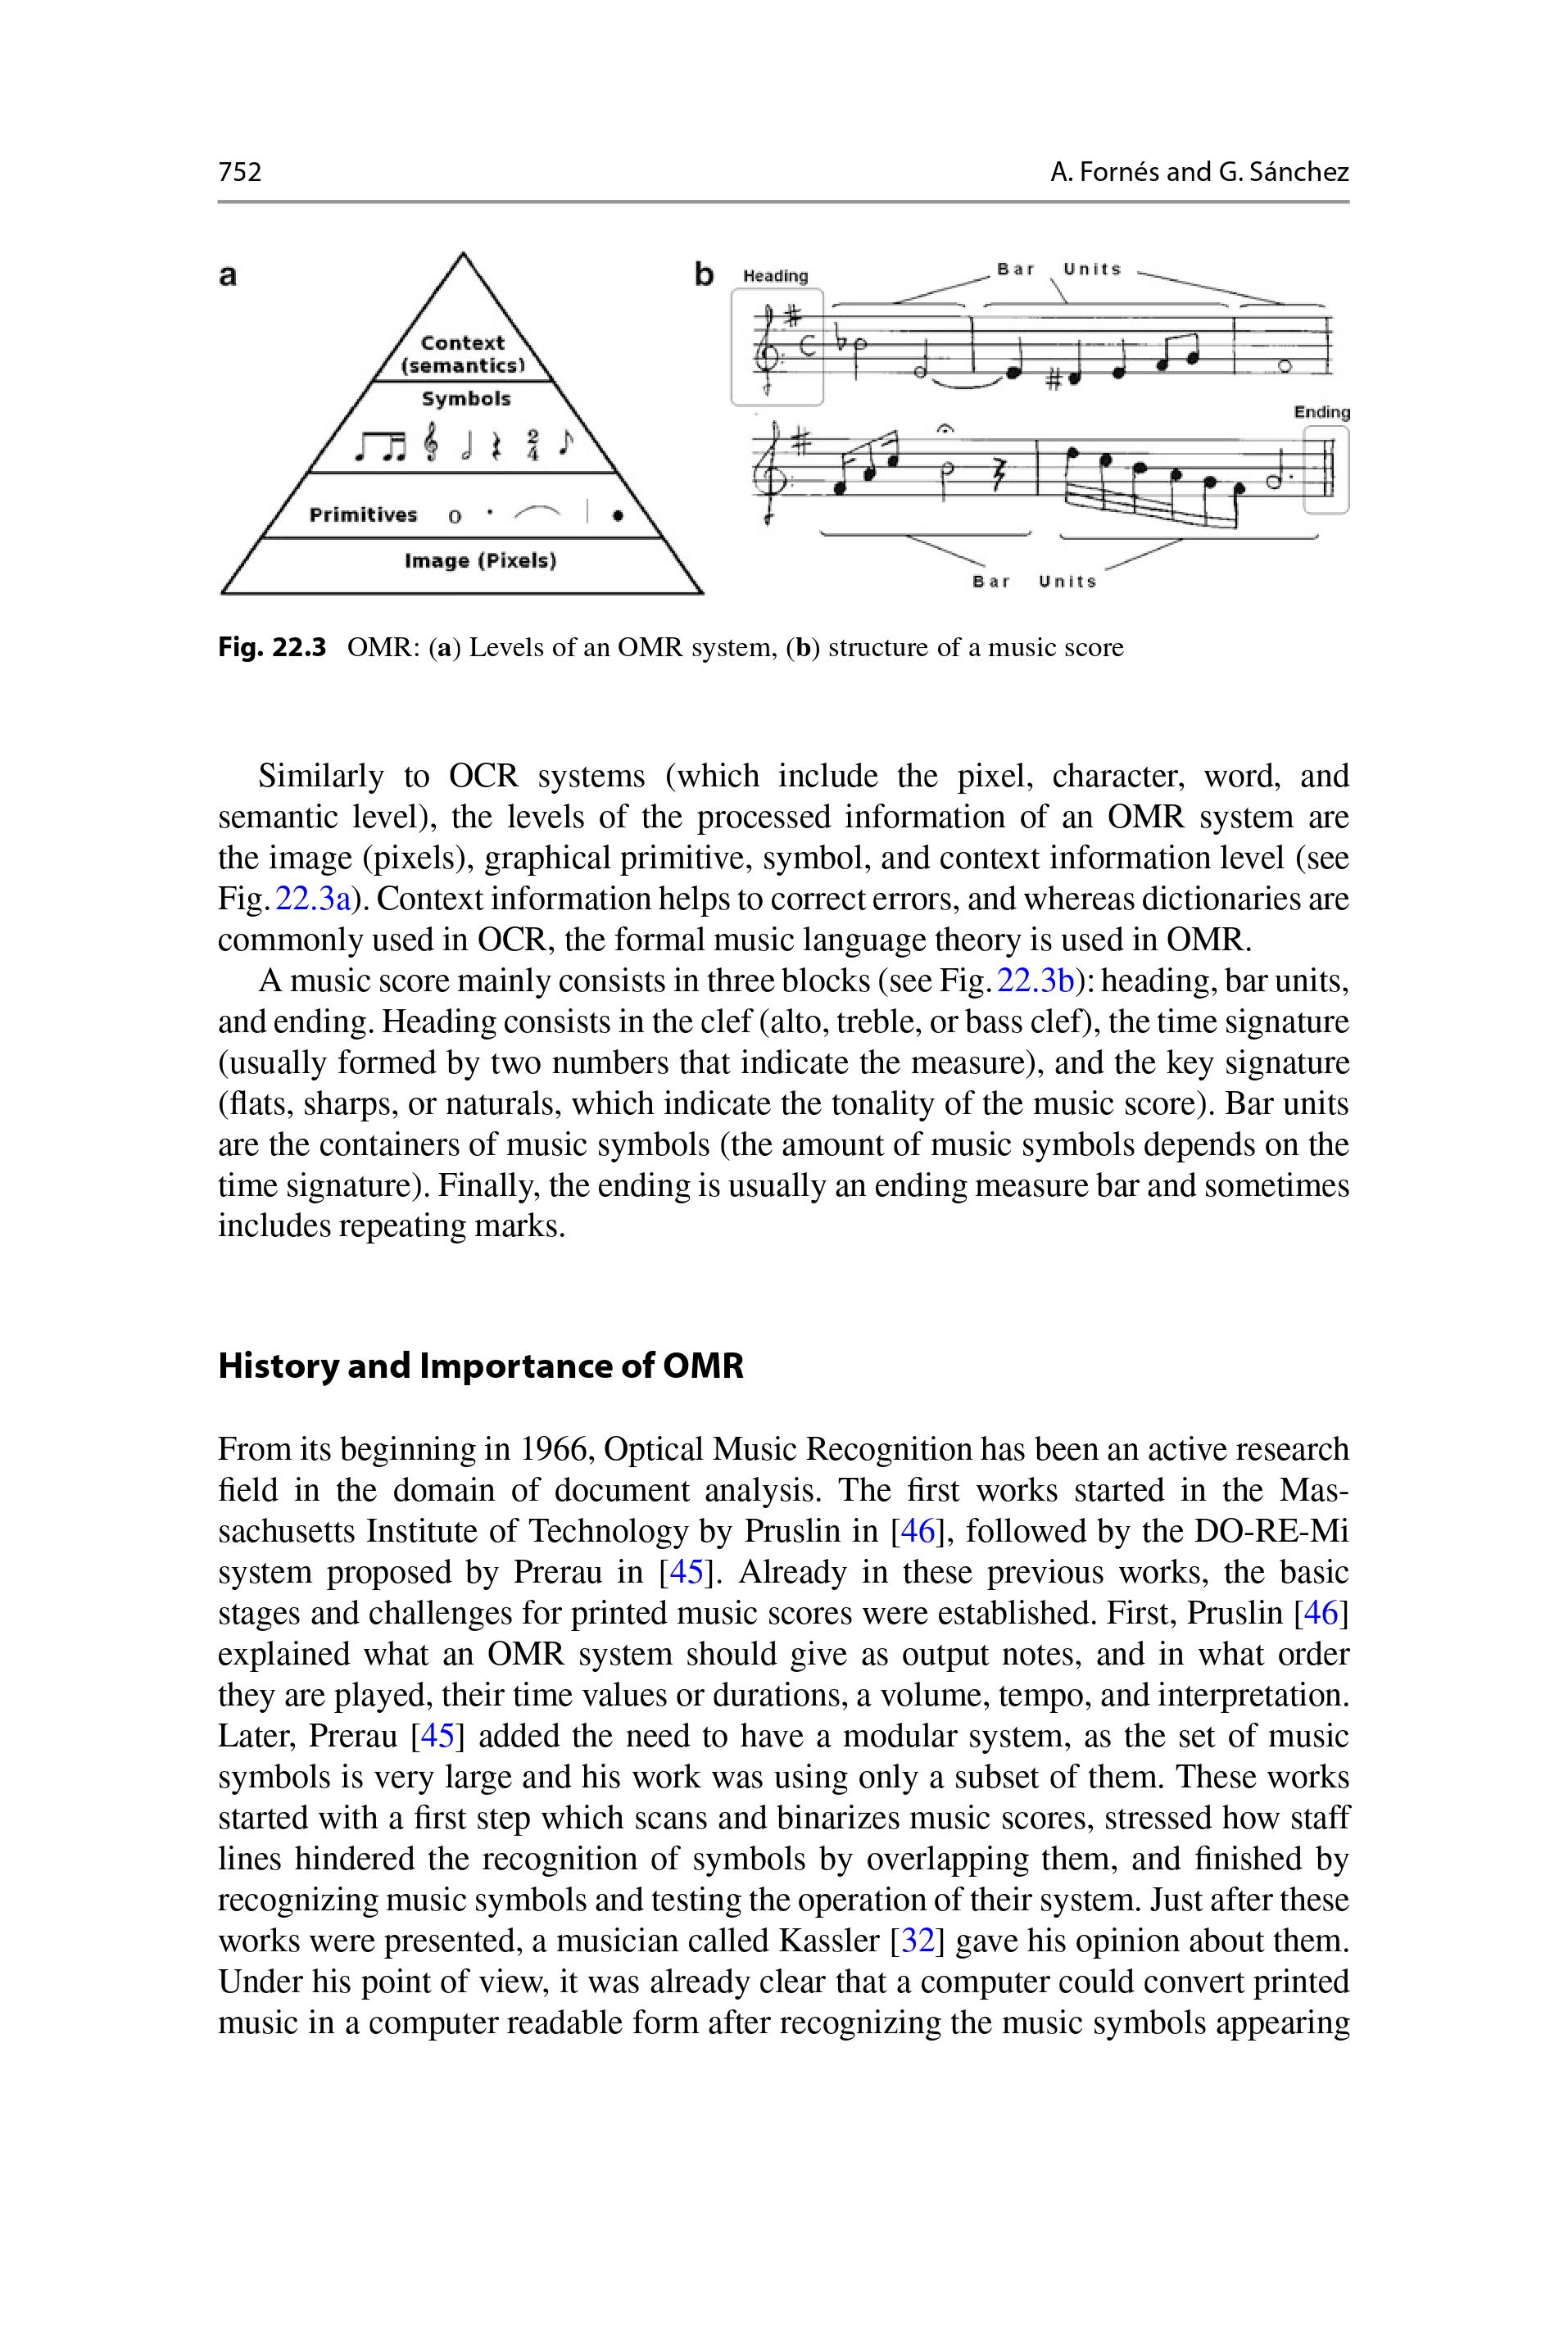 752
A. Fornés and G. Sánchez
a
Context
(semantics)
Symbols
2
4
Primitives
Image (Pixels)
b
Heading
Bar Units
Ending
Bar Units
Fig. 22.3 OMR: (a) Levels of an OMR system, (b) structure of a music score
Similarly to OCR systems (which include the pixel, character, word, and
semantic level), the levels of the processed information of an OMR system are
the image (pixels), graphical primitive, symbol, and context information level (see
Fig. 22.3a). Context information helps to correct errors, and whereas dictionaries are
commonly used in OCR, the formal music language theory is used in OMR.
A music score mainly consists in three blocks (see Fig. 22.3b): heading, bar units,
and ending. Heading consists in the clef (alto, treble, or bass clef), the time signature
(usually formed by two numbers that indicate the measure), and the key signature
(flats, sharps, or naturals, which indicate the tonality of the music score). Bar units
are the containers of music symbols (the amount of music symbols depends on the
time signature). Finally, the ending is usually an ending measure bar and sometimes
includes repeating marks.
History and Importance of OMR
From its beginning in 1966, Optical Music Recognition has been an active research
field in the domain of document analysis. The first works started in the Mas-
sachusetts Institute of Technology by Pruslin in [46], followed by the DO-RE-Mi
system proposed by Prerau in [45]. Already in these previous works, the basic
stages and challenges for printed music scores were established. First, Pruslin [46]
explained what an OMR system should give as output notes, and in what order
they are played, their time values or durations, a volume, tempo, and interpretation.
Later, Prerau [45] added the need to have a modular system, as the set of music
symbols is very large and his work was using only a subset of them. These works
started with a first step which scans and binarizes music scores, stressed how staff
lines hindered the recognition of symbols by overlapping them, and finished by
recognizing music symbols and testing the operation of their system. Just after these
works were presented, a musician called Kassler [32] gave his opinion about them.
Under his point of view, it was already clear that a computer could convert printed
music in a computer readable form after recognizing the music symbols appearing